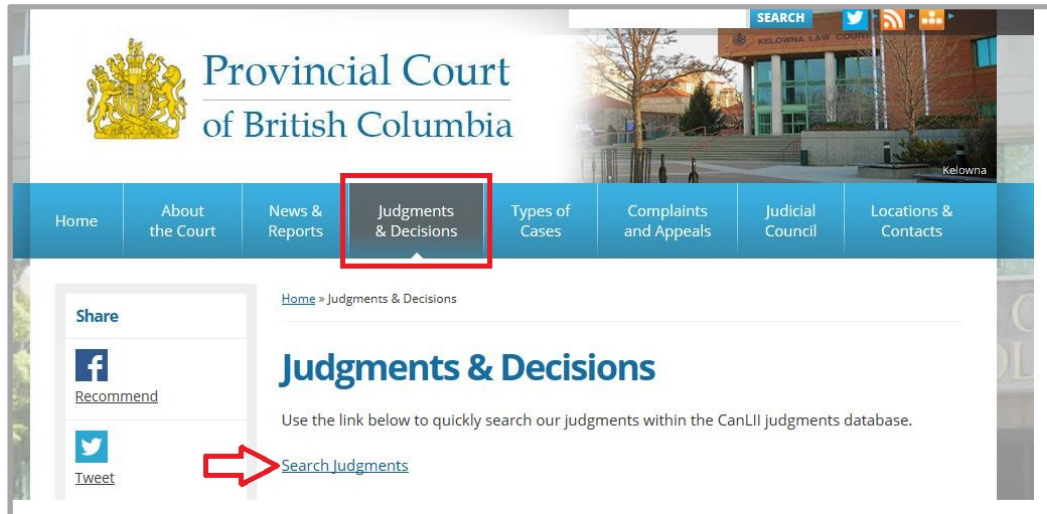 SEARCH
Provincial Court
of British Columbia
KELOWNA LAW COURT
Kelowna
Home
About
the Court
News &
Reports
Judgments
& Decisions
Types of
Cases
Complaints
and Appeals
Judicial
Council
Locations &
Contacts
Share
Recommend
Tweet
Home » Judgments & Decisions
Judgments & Decisions
Use the link below to quickly search our judgments within the CanLII judgments database.
Search Judgments